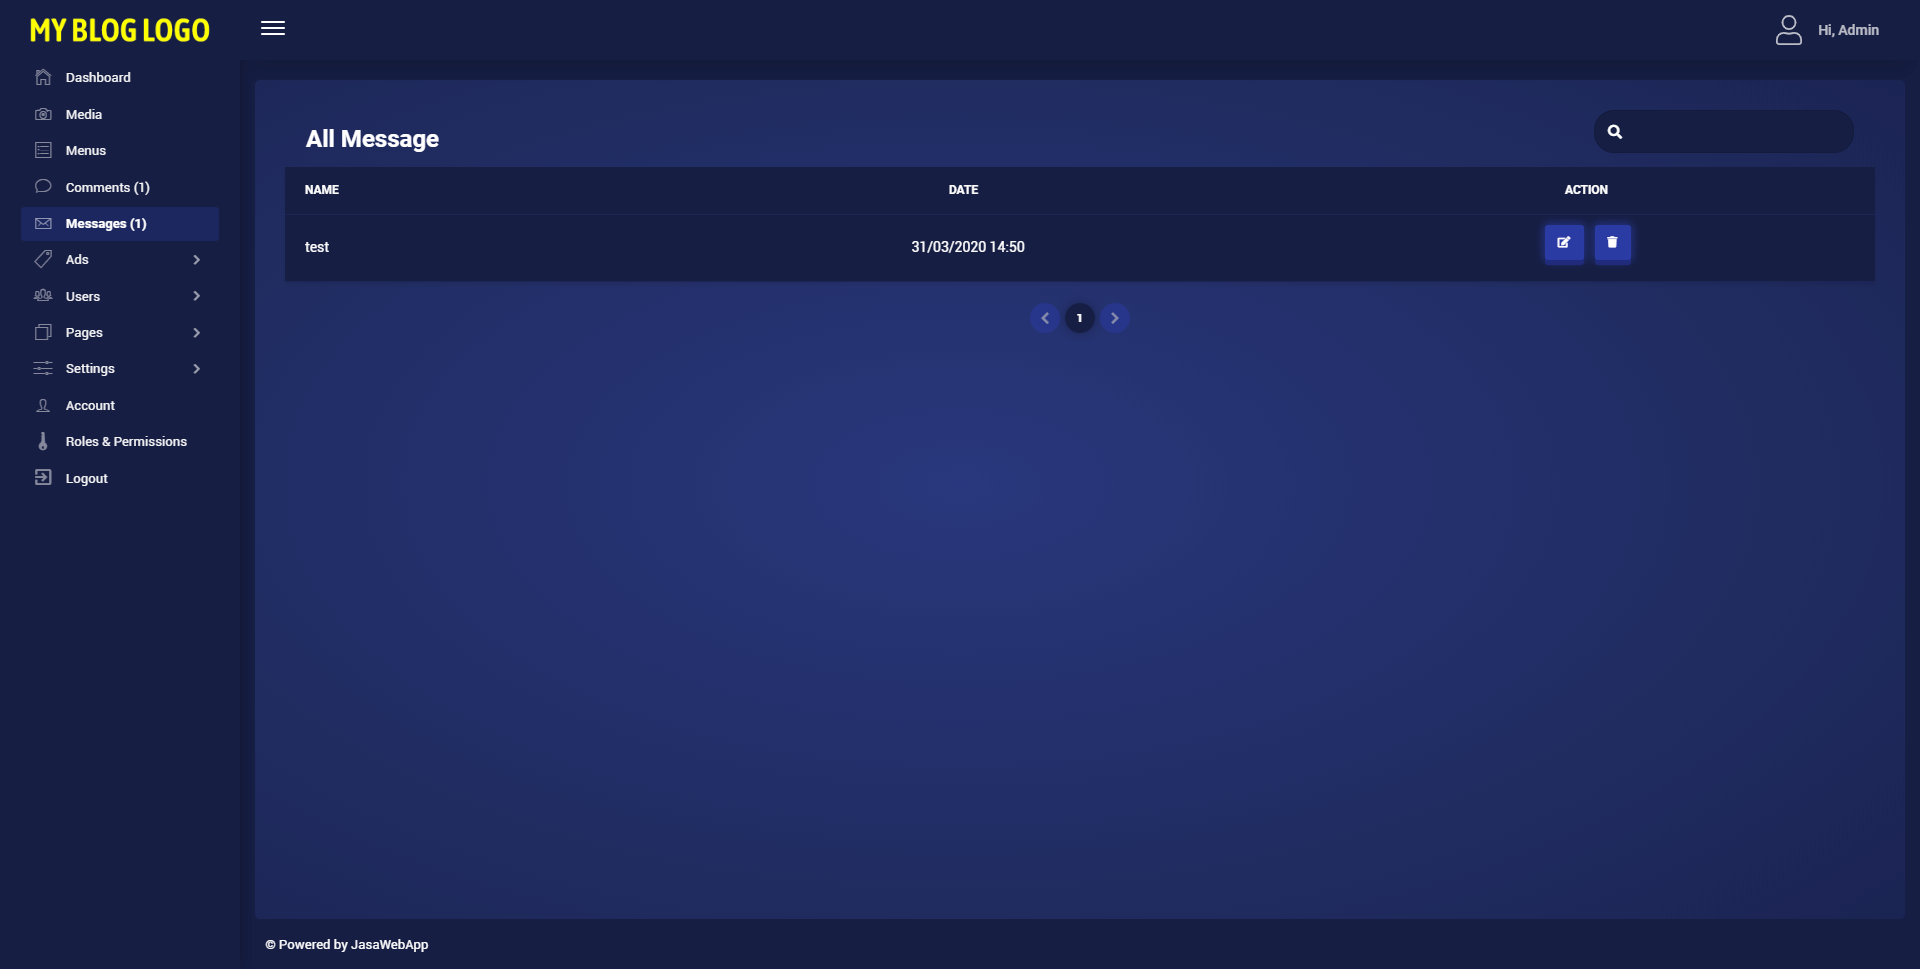 MY BLOG LOGO
Hi, Admin
Dashboard
Media
Menus
Comments (1)
Messages (1)
Ads
Users
Pages
Settings
Account
Roles & Permissions
Logout
All Message
NAME DATE ACTION
test 31/03/2020 14:50
1
© Powered by JasaWebApp